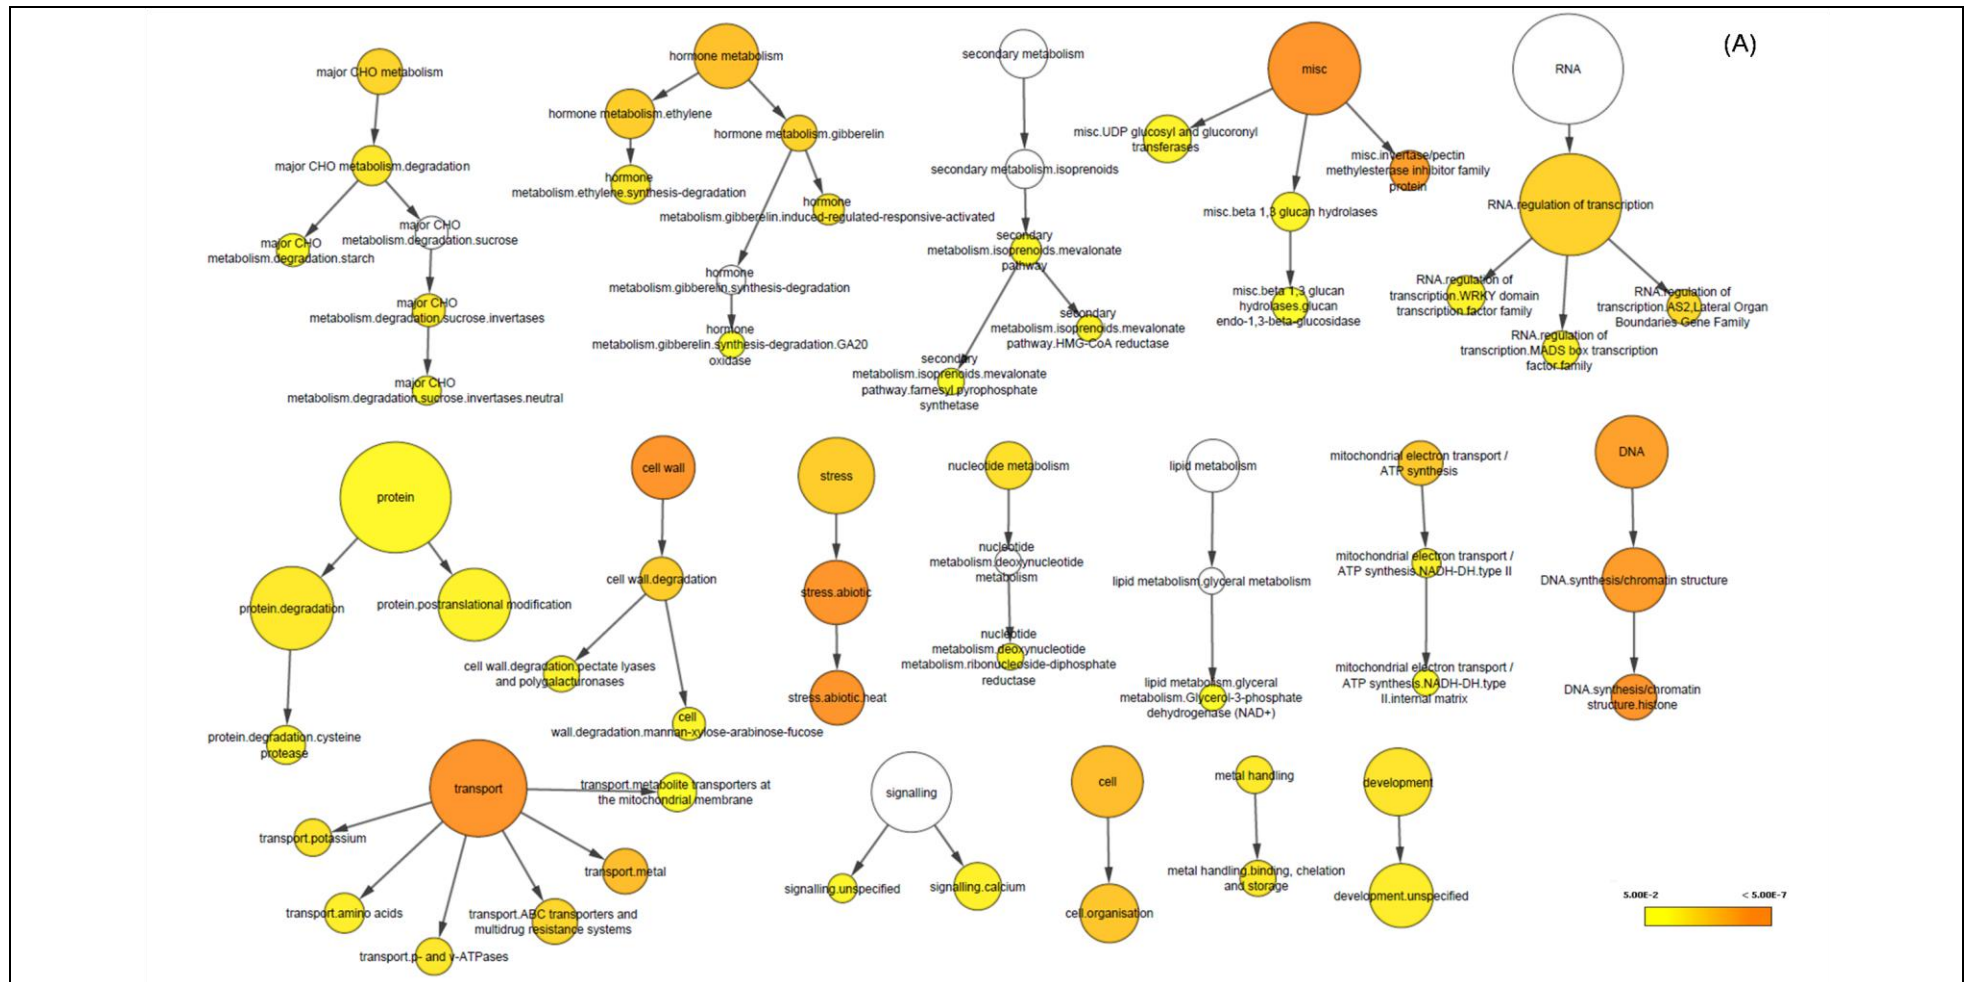 (A)
major CHO metabolism
major CHO metabolism.degradation
major CHO
metabolism.degradation.starch
major CHO
metabolism.degradation.sucrose
major CHO
metabolism.degradation.sucrose.invertases
major CHO
metabolism.degradation.sucrose.invertases.neutral
hormone metabolism
hormone metabolism.ethylene
hormone
metabolism.ethylene.synthesis-degradation
hormone metabolism.gibberelin
hormone
metabolism.gibberelin.induced-regulated-responsive-activated
hormone
metabolism.gibberelin.synthesis-degradation
hormone
metabolism.gibberelin.synthesis-degradation.GA20
oxidase
secondary metabolism
secondary metabolism.isoprenoids
secondary
metabolism.isoprenoids.mevalonate
pathway
secondary
metabolism.isoprenoids.mevalonate
pathway.HMG-CoA reductase
secondary
metabolism.isoprenoids.mevalonate
pathway.farnesyl pyrophosphate
synthetase
misc
misc.UDP glucosyl and glucoronyl
transferases
misc.invertase/pectin
methylesterase inhibitor family
protein
misc.beta 1,3 glucan hydrolases
misc.beta 1,3 glucan
hydrolases.glucan
endo-1,3-beta-glucosidase
RNA
RNA.regulation of transcription
RNA.regulation of
transcription.WRKY domain
transcription factor family
RNA.regulation of
transcription.MADS box transcription
factor family
RNA.regulation of
transcription.AS2,Lateral Organ
Boundaries Gene Family
protein
protein.degradation
protein.postranslational modification
protein.degradation.cysteine
protease
cell wall
cell wall.degradation
cell wall.degradation.pectate lyases
and polygalacturonases
cell
wall.degradation.mannan-xylose-arabinose-fucose
stress
stress.abiotic
stress.abiotic.heat
nucleotide metabolism
nucleotide
metabolism.deoxynucleotide
metabolism
nucleotide
metabolism.deoxynucleotide
metabolism.ribonucleoside-diphosphate
reductase
lipid metabolism
lipid metabolism.glyceral metabolism
lipid metabolism.glyceral
metabolism.Glycerol-3-phosphate
dehydrogenase (NAD+)
mitochondrial electron transport /
ATP synthesis
mitochondrial electron transport /
ATP synthesis.NADH-DH.type II
mitochondrial electron transport /
ATP synthesis.NADH-DH.type
II.internal matrix
DNA
DNA.synthesis/chromatin structure
DNA.synthesis/chromatin
structure.histone
transport
transport.metabolite transporters at
the mitochondrial membrane
transport.potassium
transport.amino acids
transport.p- and v-ATPases
transport.ABC transporters and
multidrug resistance systems
transport.metal
signalling
signalling.unspecified
signalling.calcium
cell
cell.organisation
metal handling
metal handling.binding, chelation
and storage
development
development.unspecified
5.00E-2
< 5.00E-7